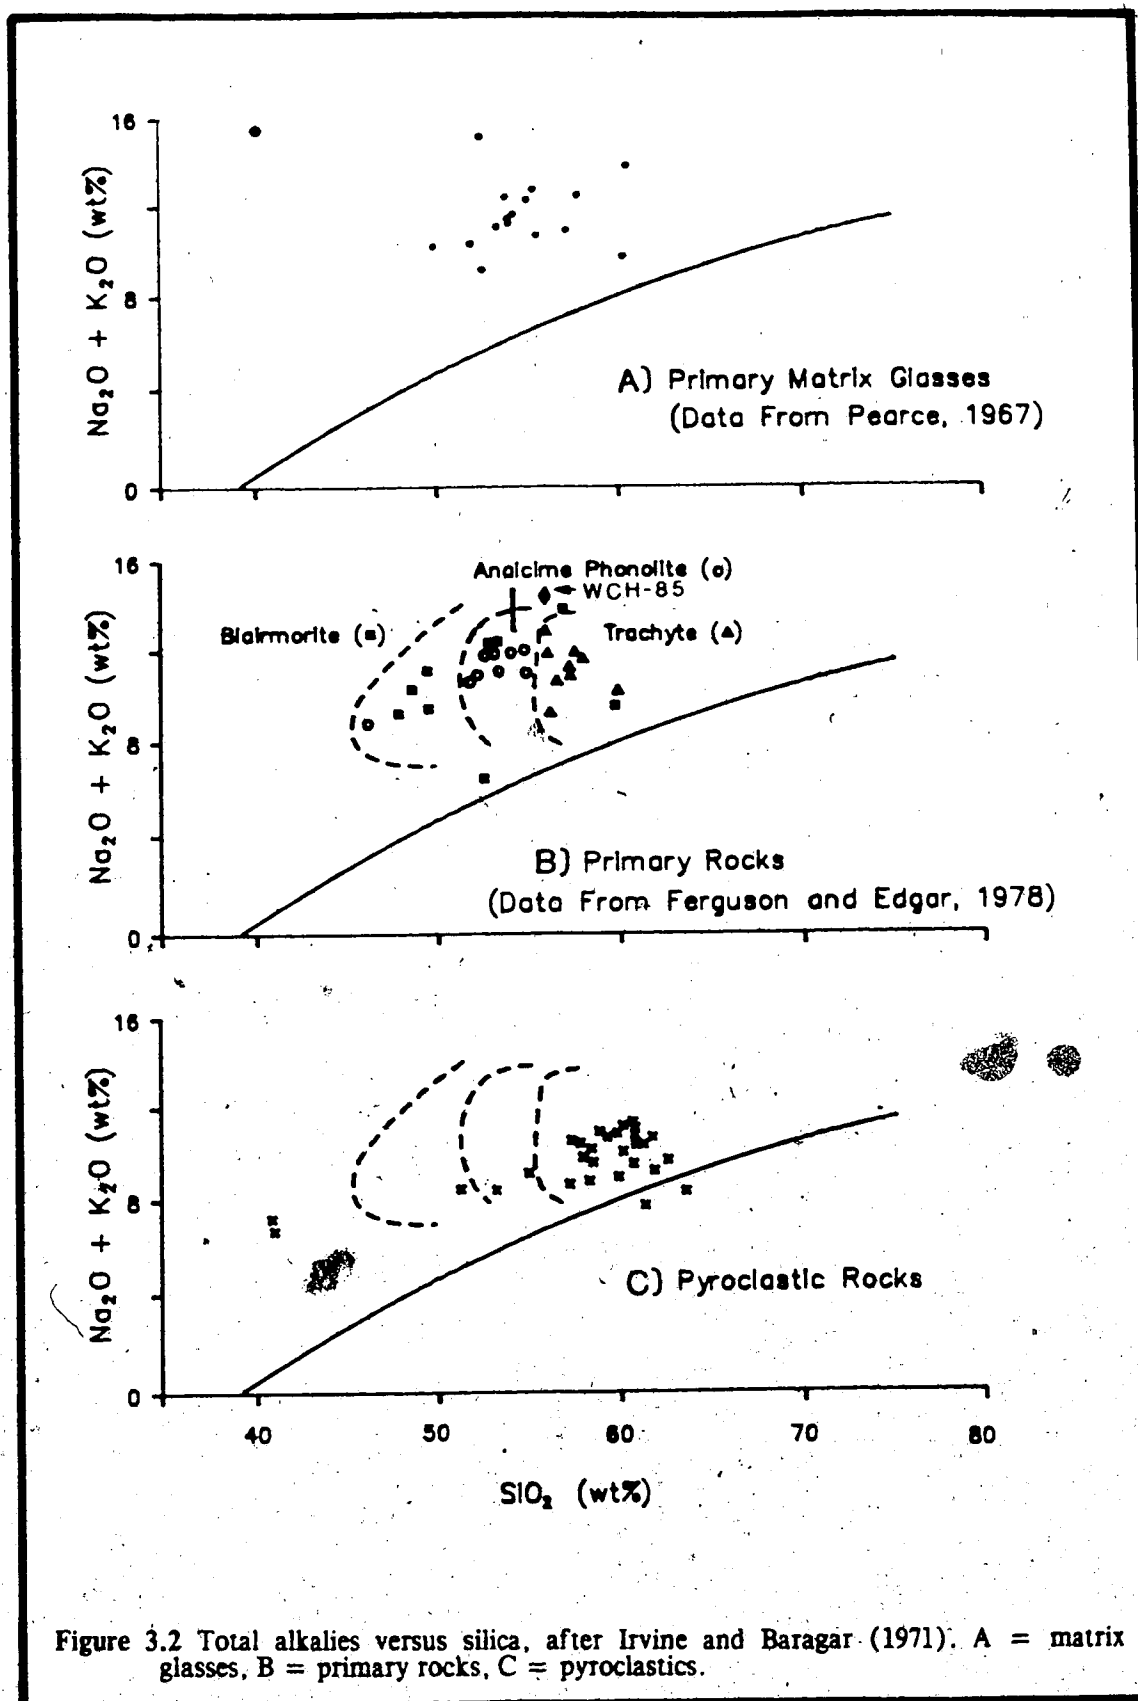 16
Na₂O + K₂O (wt%)
8
0
A) Primary Matrix Glasses
(Data From Pearce, 1967)
16
Na₂O + K₂O (wt%)
8
0
Analcime Phonolite (o)
WCH-85
Blairmorite (■)
Trachyte (▲)
B) Primary Rocks
(Data From Ferguson and Edgar, 1978)
16
Na₂O + K₂O (wt%)
8
0
C) Pyroclastic Rocks
40 50 60 70 80
SiO₂ (wt%)
Figure 3.2 Total alkalies versus silica, after Irvine and Baragar (1971). A = matrix
glasses, B = primary rocks, C = pyroclastics.